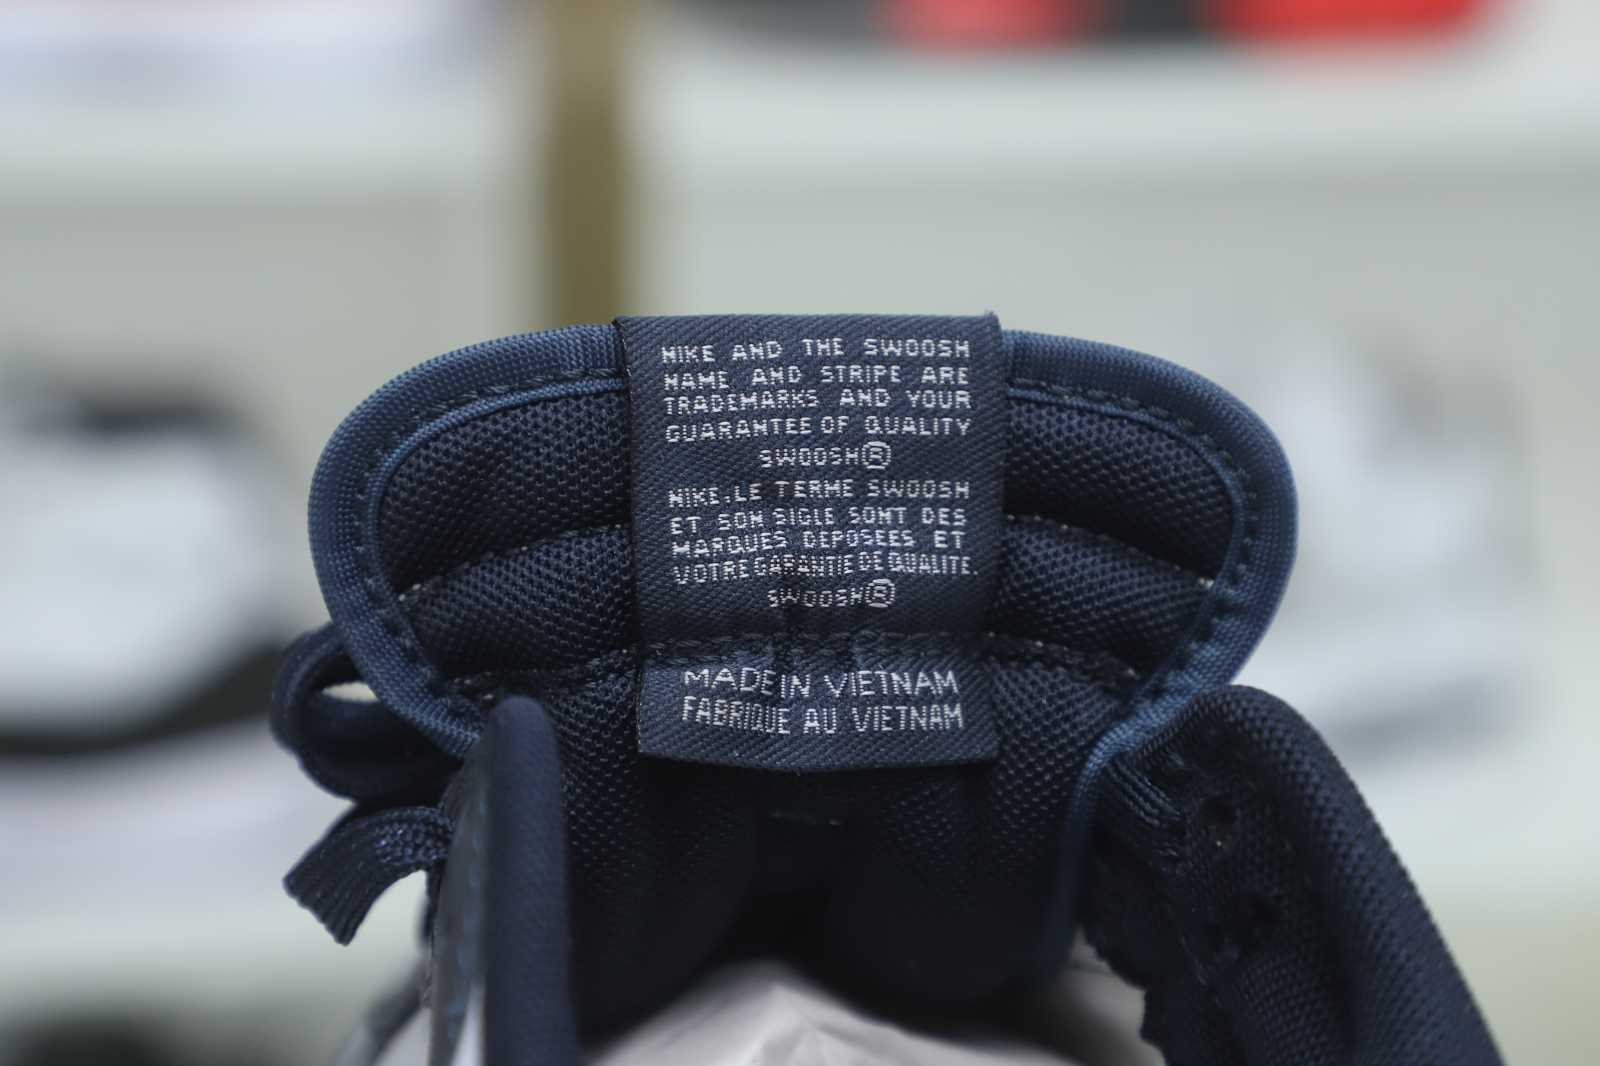 NIKE AND THE SWOOSH
NAME AND STRIPE ARE
TRADEMARKS AND YOUR
GUARANTEE OF QUALITY
SWOOSH®
NIKE, LE TERME SWOOSH
ET SON SIGLE SONT DES
MARQUES DEPOSEES ET
VOTRE GARANTIE DE QUALITE.
SWOOSH®
MADE IN VIETNAM
FABRIQUE AU VIETNAM